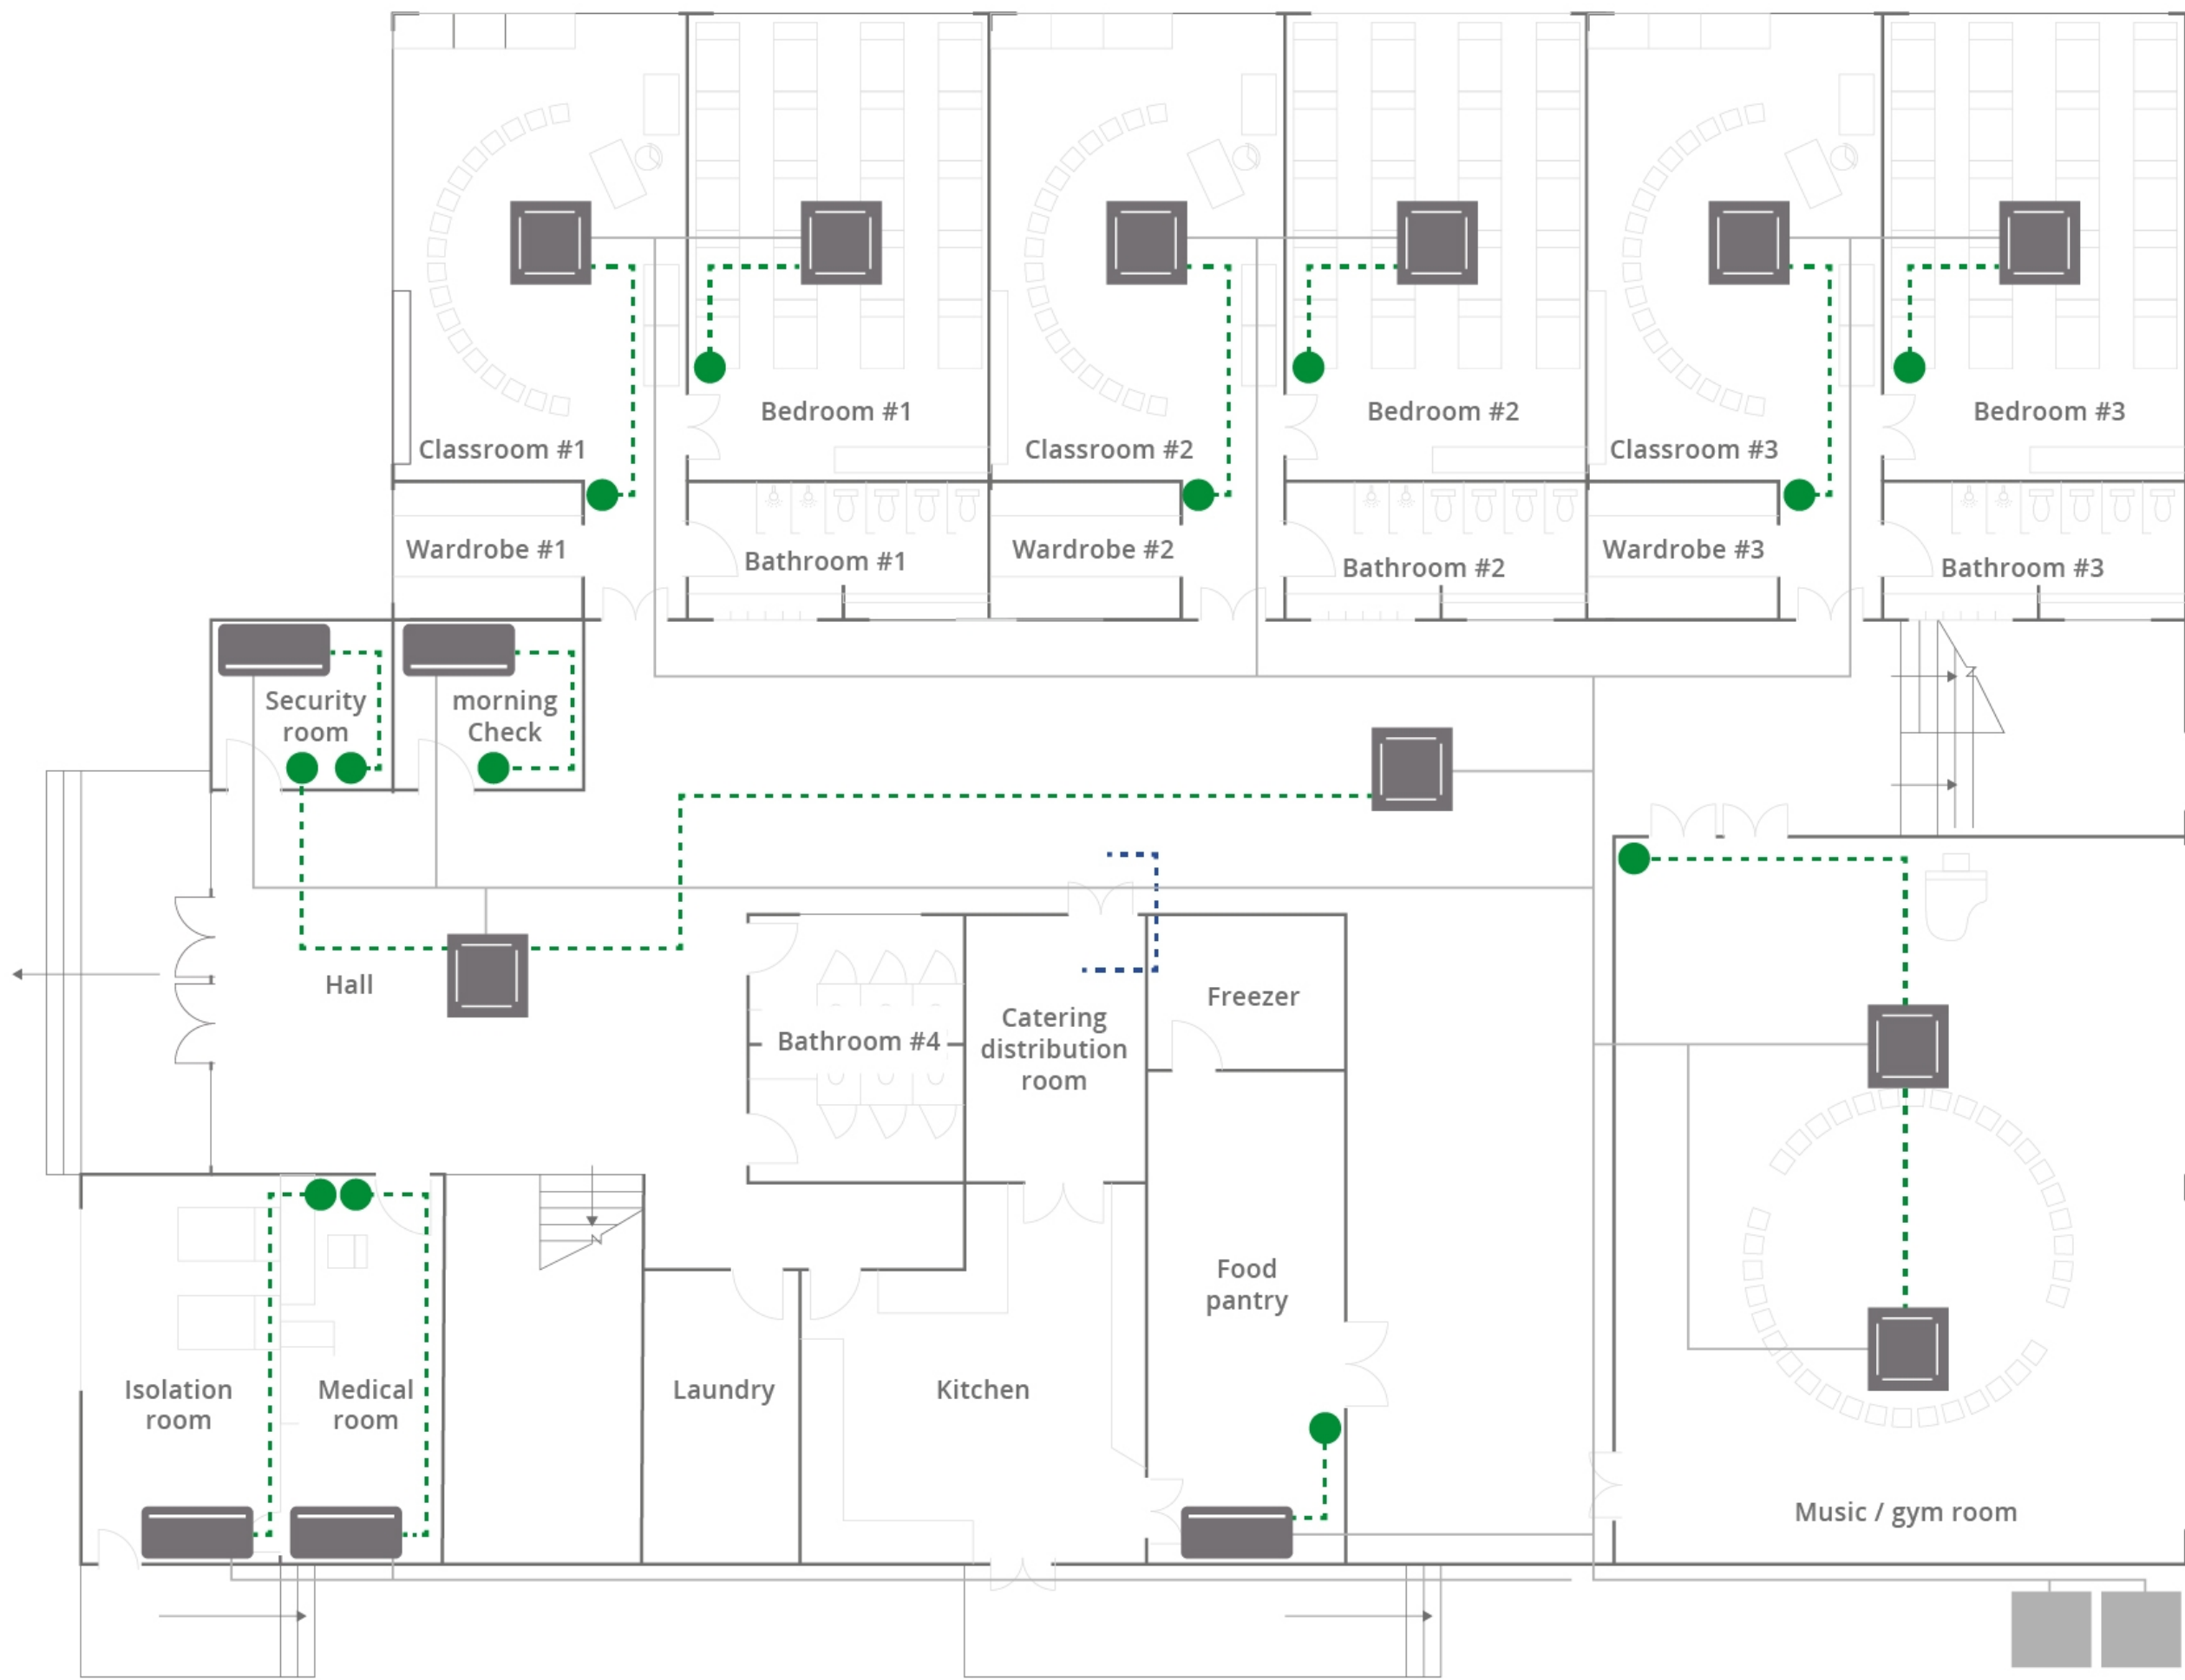 Bedroom #1
Bedroom #2
Bedroom #3
Classroom #1
Classroom #2
Classroom #3
Wardrobe #1
Bathroom #1
Wardrobe #2
Bathroom #2
Wardrobe #3
Bathroom #3
Security
room
morning
Check
Hall
Bathroom #4
Catering
distribution
room
Freezer
Food
pantry
Isolation
room
Medical
room
Laundry
Kitchen
Music / gym room